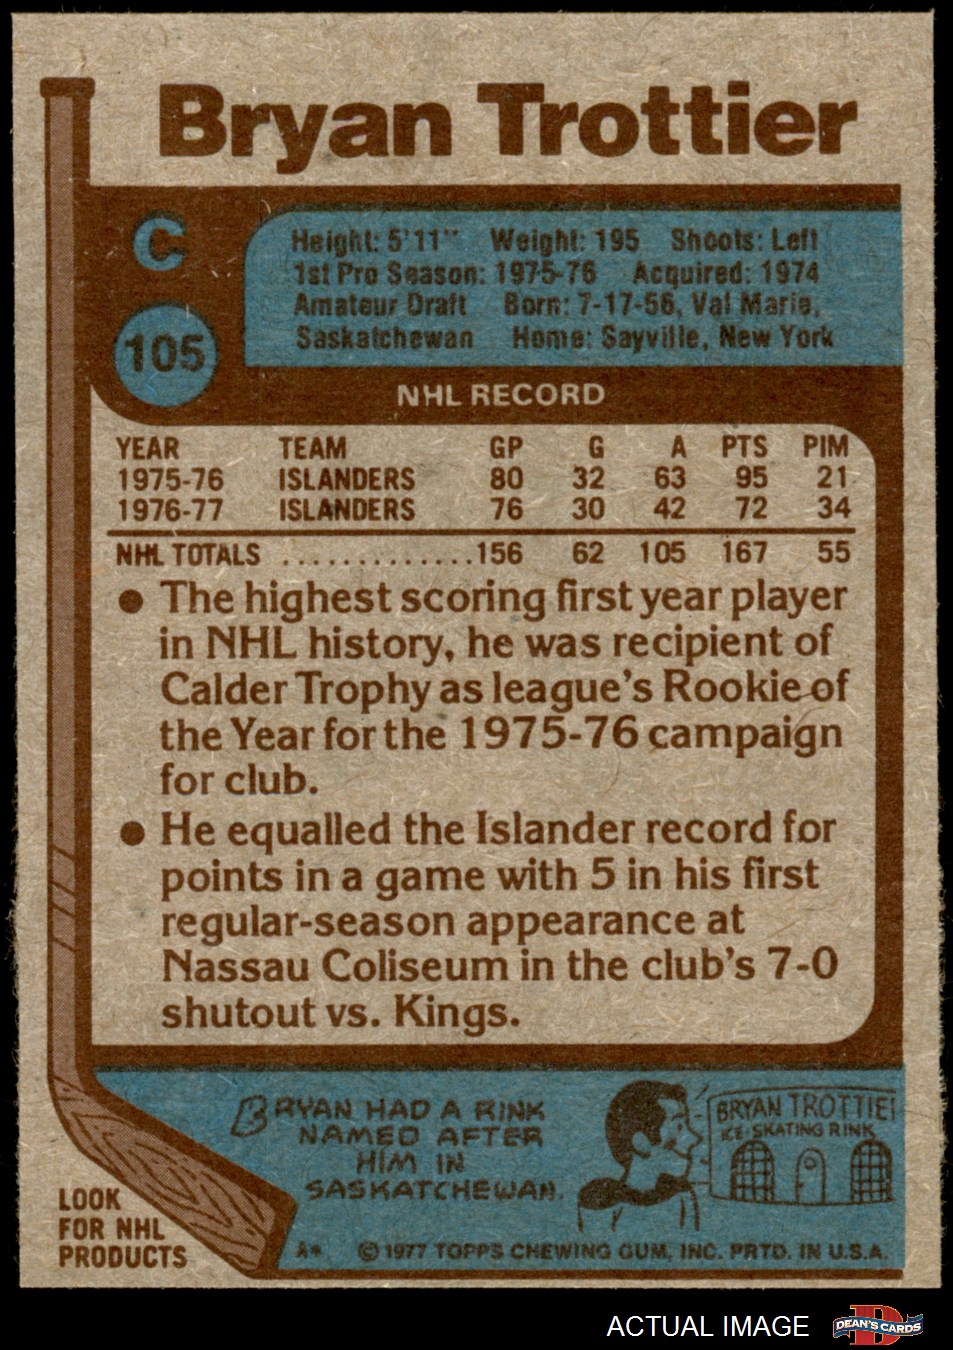 Bryan Trottier
C
Height: 5'11" Weight: 195 Shoots: Left
1st Pro Season: 1975-76 Acquired: 1974
Amateur Draft Born: 7-17-56, Val Marie,
Saskatchewan Home: Sayville, New York
105
NHL RECORD
YEAR TEAM GP G A PTS PIM
1975-76 ISLANDERS 80 32 63 95 21
1976-77 ISLANDERS 76 30 42 72 34
NHL TOTALS .............156 62 105 167 55
● The highest scoring first year player
in NHL history, he was recipient of
Calder Trophy as league's Rookie of
the Year for the 1975-76 campaign
for club.
● He equalled the Islander record for
points in a game with 5 in his first
regular-season appearance at
Nassau Coliseum in the club's 7-0
shutout vs. Kings.
BRYAN HAD A RINK
NAMED AFTER
HIM IN
SASKATCHEWAN.
BRYAN TROTTIE
ICE-SKATING RINK
LOOK
FOR NHL
PRODUCTS
A* © 1977 TOPPS CHEWING GUM, INC. PRTD. IN U.S.A.
ACTUAL IMAGE
D
DEAN'S CARDS